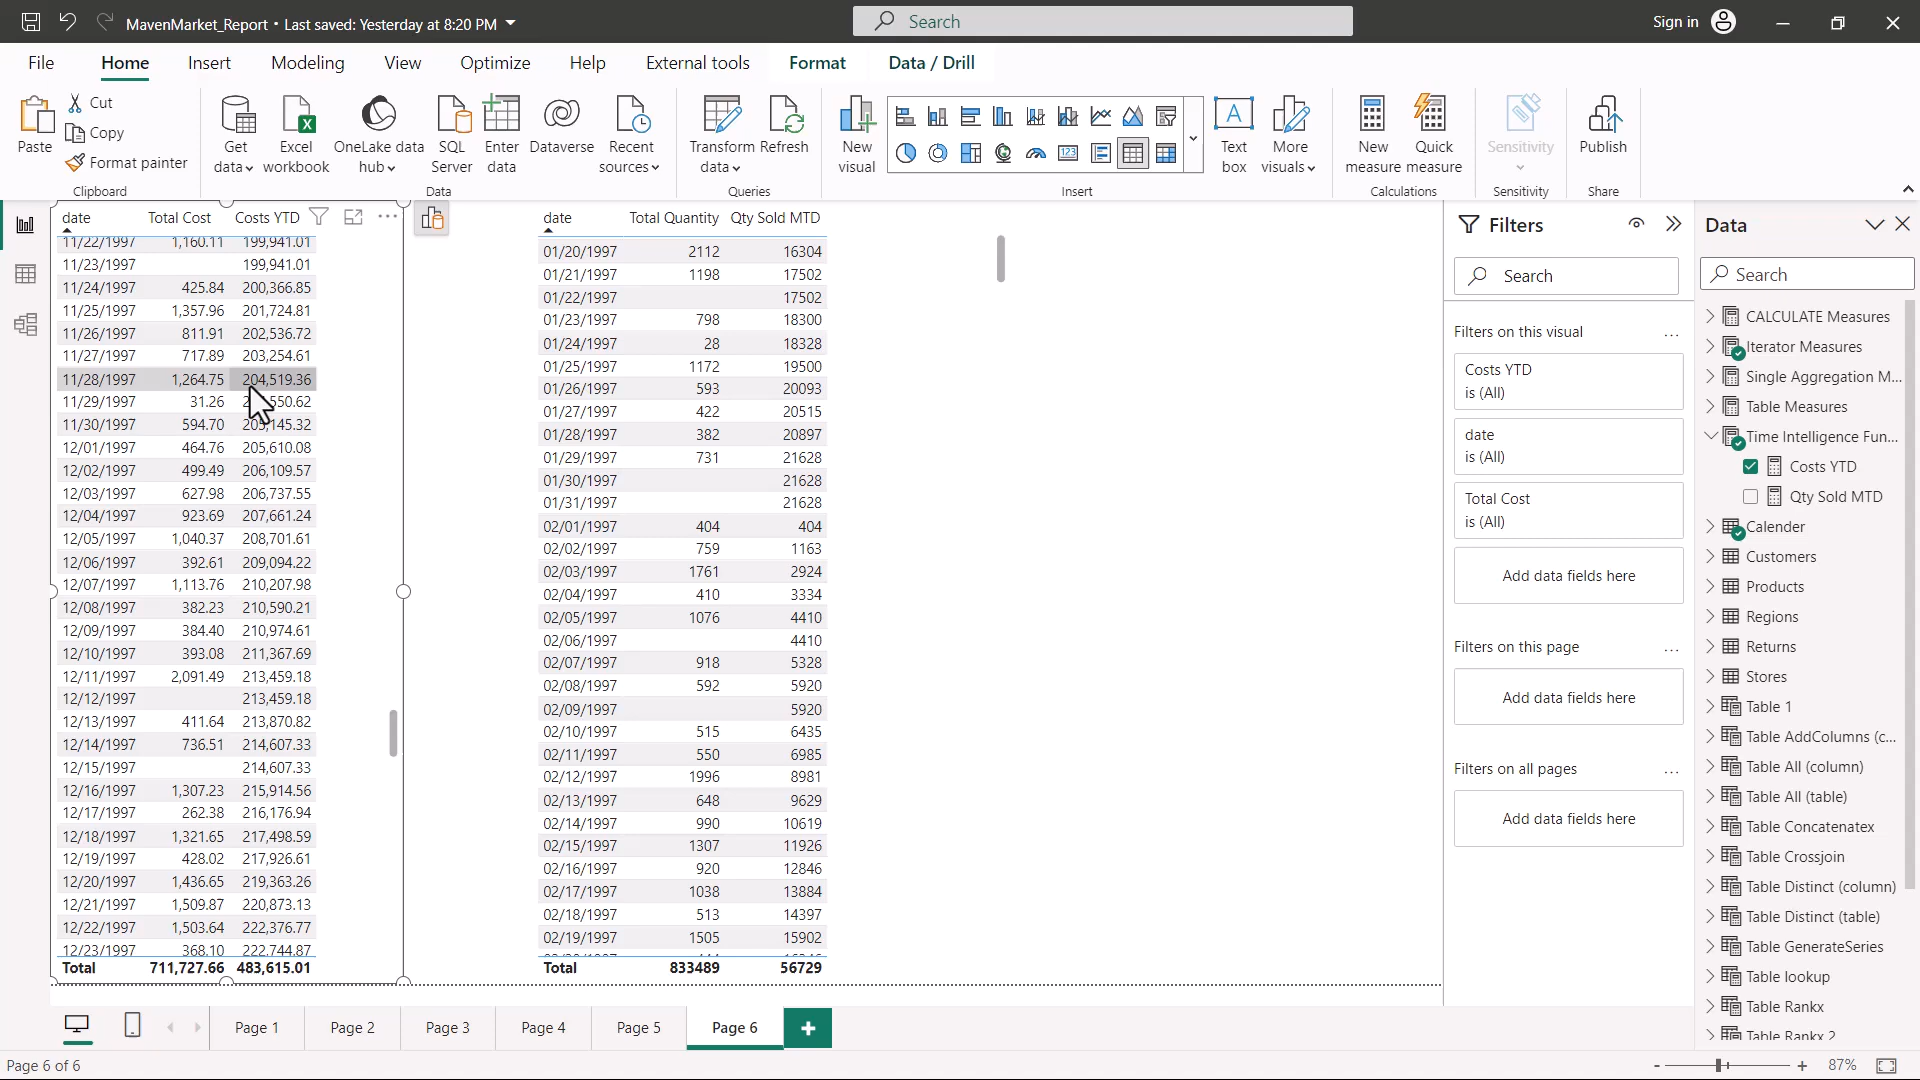 MavenMarket_Report • Last saved: Yesterday at 8:20 PM
Search
Sign in
File Home Insert Modeling View Optimize Help External tools Format Data / Drill
Paste
Cut
Copy
Format painter
Clipboard
Get data
Excel workbook
OneLake data hub
SQL Server
Enter data
Dataverse
Recent sources
Data
Transform data
Refresh
Queries
New visual
123
Insert
A
Text box
More visuals
New measure
Quick measure
Calculations
Sensitivity
Sensitivity
Publish
Share
date Total Cost Costs YTD
11/22/1997 1,160.11 199,941.01
11/23/1997 199,941.01
11/24/1997 425.84 200,366.85
11/25/1997 1,357.96 201,724.81
11/26/1997 811.91 202,536.72
11/27/1997 717.89 203,254.61
11/28/1997 1,264.75 204,519.36
11/29/1997 31.26
11/30/1997 594.70 205,145.32
12/01/1997 464.76 205,610.08
12/02/1997 499.49 206,109.57
12/03/1997 627.98 206,737.55
12/04/1997 923.69 207,661.24
12/05/1997 1,040.37 208,701.61
12/06/1997 392.61 209,094.22
12/07/1997 1,113.76 210,207.98
12/08/1997 382.23 210,590.21
12/09/1997 384.40 210,974.61
12/10/1997 393.08 211,367.69
12/11/1997 2,091.49 213,459.18
12/12/1997 213,459.18
12/13/1997 411.64 213,870.82
12/14/1997 736.51 214,607.33
12/15/1997 214,607.33
12/16/1997 1,307.23 215,914.56
12/17/1997 262.38 216,176.94
12/18/1997 1,321.65 217,498.59
12/19/1997 428.02 217,926.61
12/20/1997 1,436.65 219,363.26
12/21/1997 1,509.87 220,873.13
12/22/1997 1,503.64 222,376.77
12/23/1997 368.10 222,744.87
Total 711,727.66 483,615.01
date Total Quantity Qty Sold MTD
01/20/1997 2112 16304
01/21/1997 1198 17502
01/22/1997 17502
01/23/1997 798 18300
01/24/1997 28 18328
01/25/1997 1172 19500
01/26/1997 593 20093
01/27/1997 422 20515
01/28/1997 382 20897
01/29/1997 731 21628
01/30/1997 21628
01/31/1997 21628
02/01/1997 404 404
02/02/1997 759 1163
02/03/1997 1761 2924
02/04/1997 410 3334
02/05/1997 1076 4410
02/06/1997 4410
02/07/1997 918 5328
02/08/1997 592 5920
02/09/1997 5920
02/10/1997 515 6435
02/11/1997 550 6985
02/12/1997 1996 8981
02/13/1997 648 9629
02/14/1997 990 10619
02/15/1997 1307 11926
02/16/1997 920 12846
02/17/1997 1038 13884
02/18/1997 513 14397
02/19/1997 1505 15902
Total 833489 56729
Filters
Search
Filters on this visual ...
Costs YTD
is (All)
date
is (All)
Total Cost
is (All)
Add data fields here
Filters on this page ...
Add data fields here
Filters on all pages ...
Add data fields here
Data
Search
CALCULATE Measures
Iterator Measures
Single Aggregation M...
Table Measures
Time Intelligence Fun...
Costs YTD
Qty Sold MTD
Calender
Customers
Products
Regions
Returns
Stores
Table 1
Table AddColumns (c...
Table All (column)
Table All (table)
Table Concatenatex
Table Crossjoin
Table Distinct (column)
Table Distinct (table)
Table GenerateSeries
Table lookup
Table Rankx
Table Rankx 2
Page 1 Page 2 Page 3 Page 4 Page 5 Page 6 +
Page 6 of 6
- + 87%